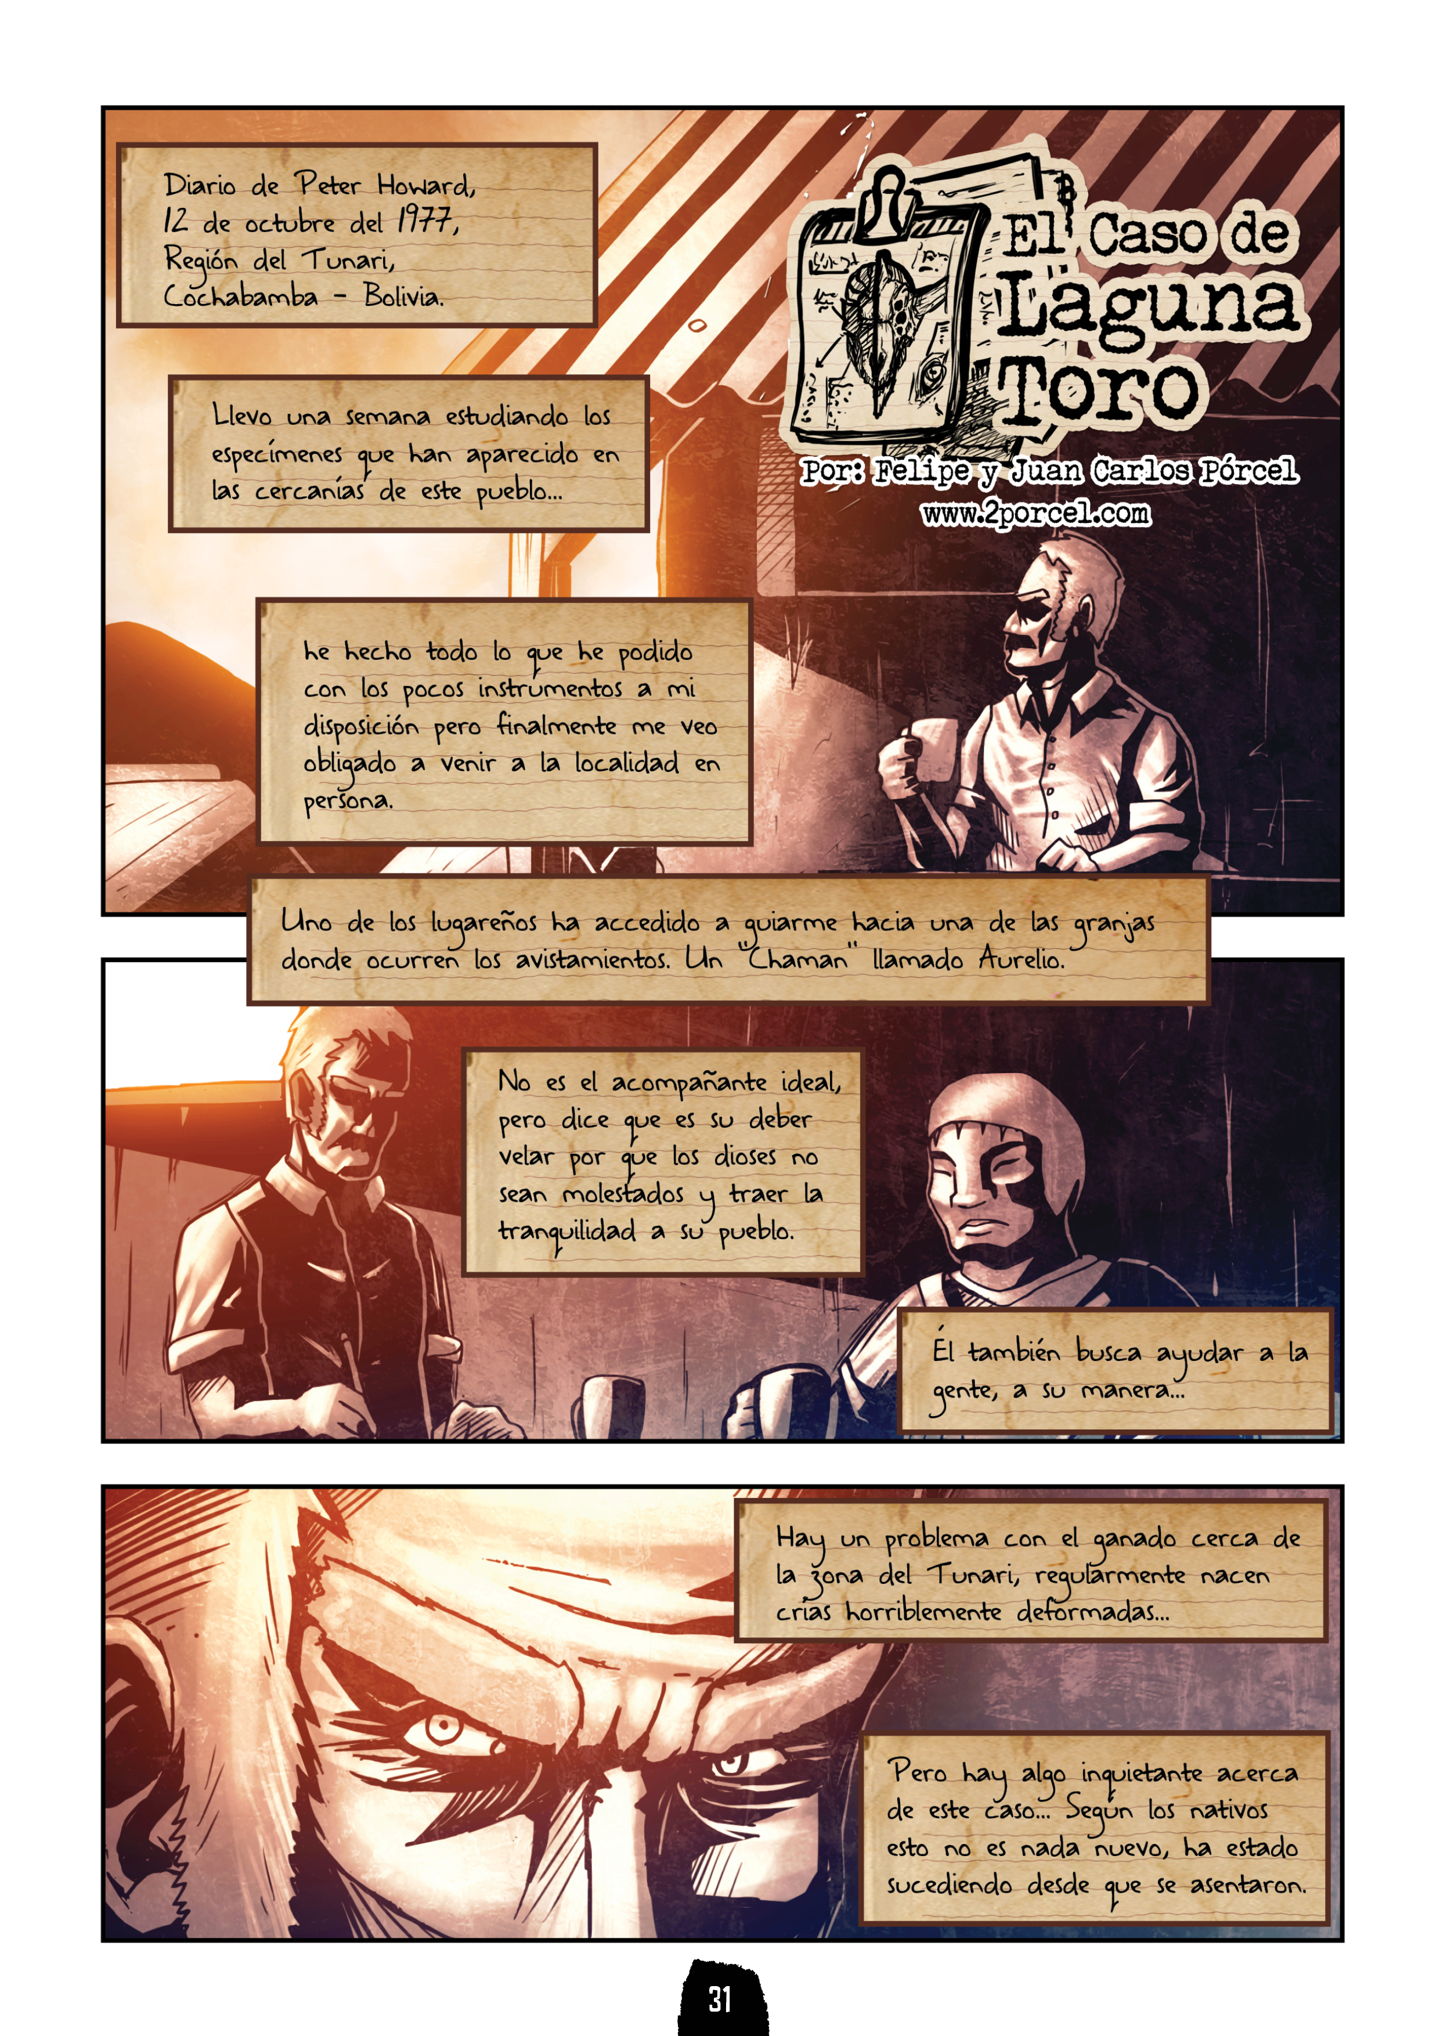 Diario de Peter Howard,
12 de octubre del 1977,
Región del Tunari,
Cochabamba - Bolivia.
El Caso de
Laguna
Toro
Por: Felipe y Juan Carlos Pórcel
www.2porcel.com
Llevo una semana estudiando los
especímenes que han aparecido en
las cercanías de este pueblo...
he hecho todo lo que he podido
con los pocos instrumentos a mi
disposición pero finalmente me veo
obligado a venir a la localidad en
persona.
Uno de los lugareños ha accedido a guiarme hacia una de las granjas
donde ocurren los avistamientos. Un "Chaman" llamado Aurelio.
No es el acompañante ideal,
pero dice que es su deber
velar por que los dioses no
sean molestados y traer la
tranquilidad a su pueblo.
Él también busca ayudar a la
gente, a su manera...
Hay un problema con el ganado cerca de
la zona del Tunari, regularmente nacen
crías horriblemente deformadas...
Pero hay algo inquietante acerca
de este caso... Según los nativos
esto no es nada nuevo, ha estado
sucediendo desde que se asentaron.
31